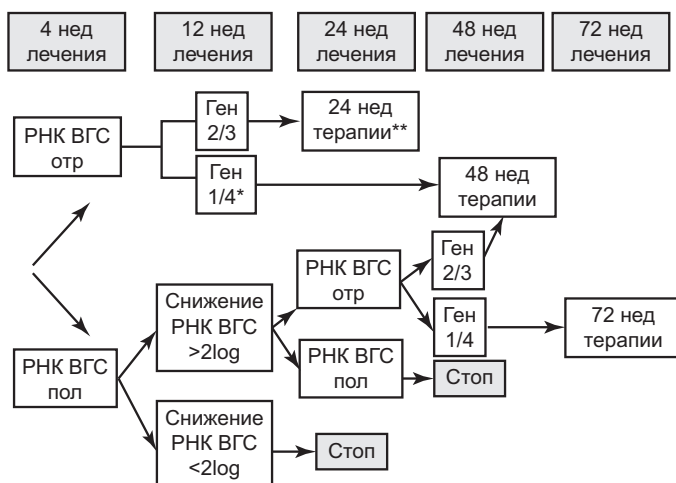 4 нед
лечения
12 нед
лечения
24 нед
лечения
48 нед
лечения
72 нед
лечения
РНК ВГС
отр
Ген
2/3
24 нед
терапии**
Ген
1/4*
48 нед
терапии
РНК ВГС
пол
Снижение
РНК ВГС
>2log
РНК ВГС
отр
Ген
2/3
Ген
1/4
72 нед
терапии
РНК ВГС
пол
Стоп
Снижение
РНК ВГС
<2log
Стоп